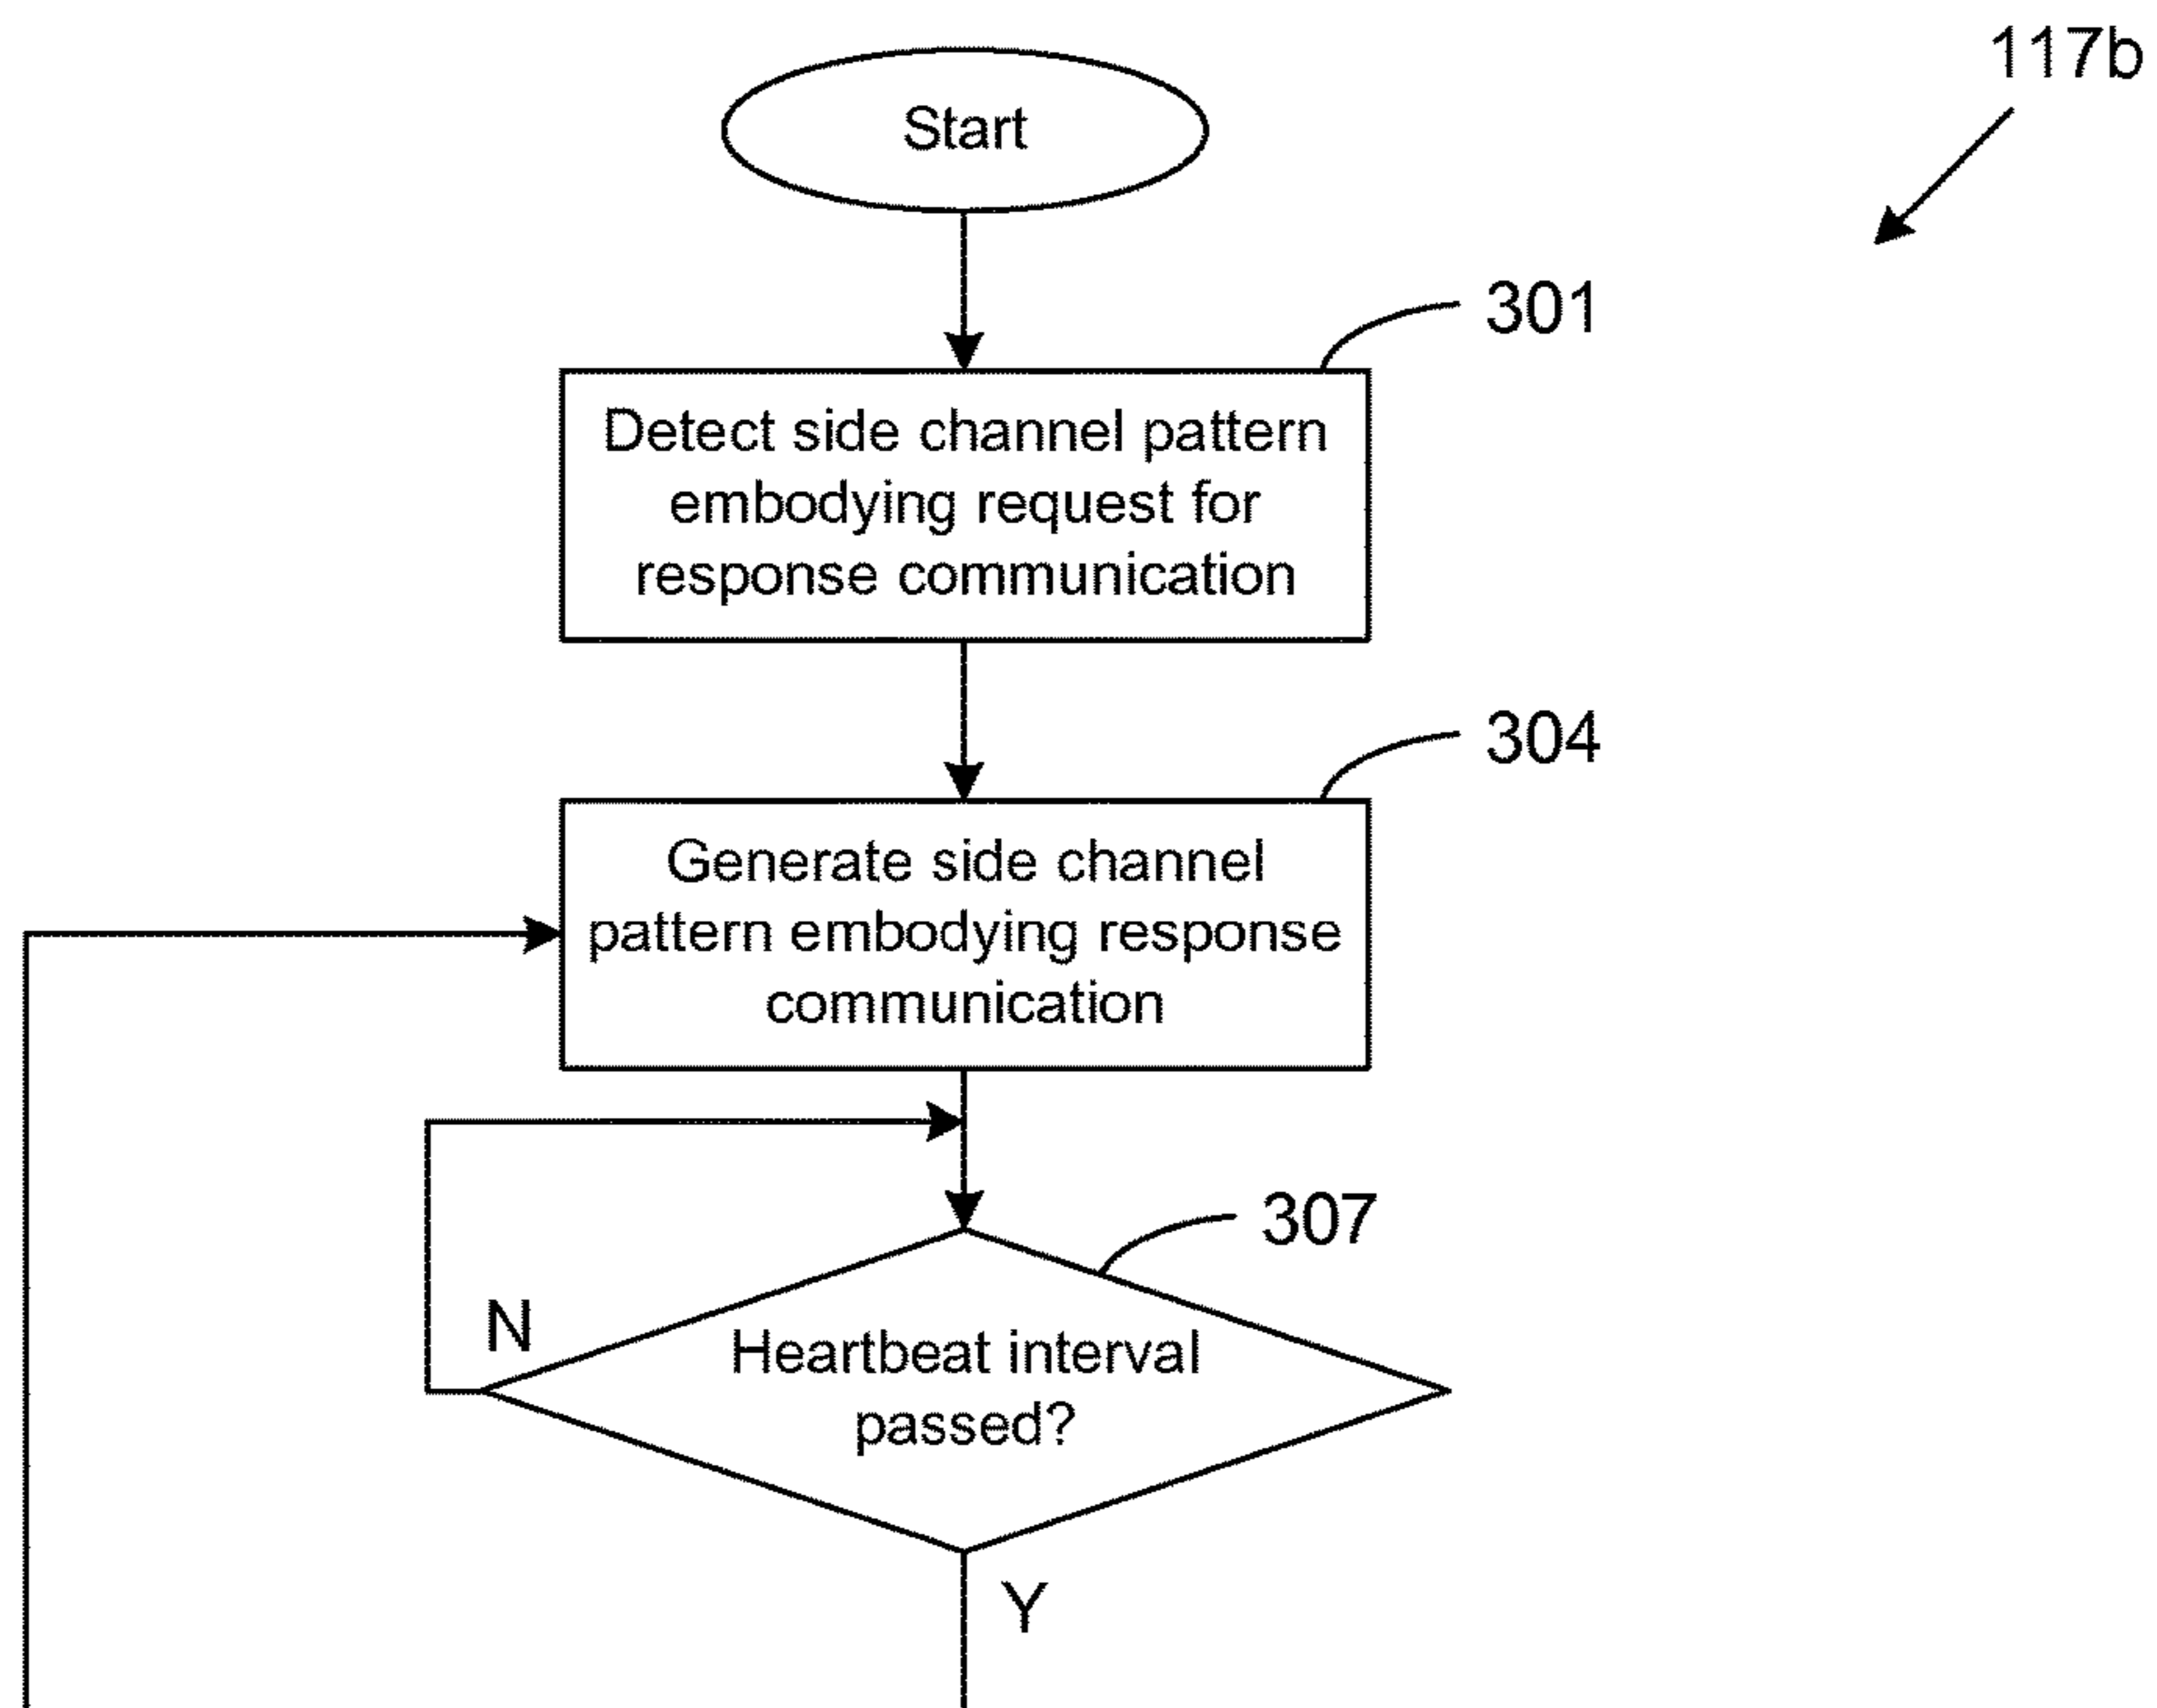 117b
Start
301
Detect side channel pattern
embodying request for
response communication
304
Generate side channel
pattern embodying response
communication
307
N
Heartbeat interval
passed?
Y